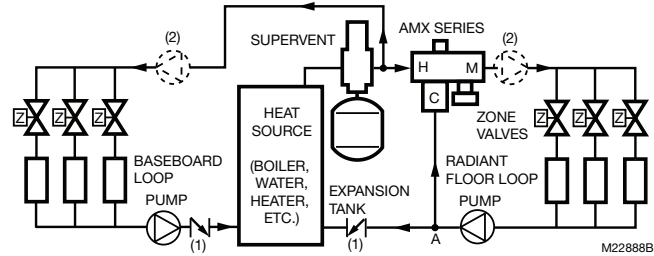 (2)
SUPERVENT
AMX SERIES
(2)
H
M
C
Z
Z
Z
ZONE
VALVES
Z
Z
Z
HEAT
SOURCE
(BOILER,
WATER,
HEATER,
ETC.)
BASEBOARD
LOOP
PUMP
(1)
EXPANSION
TANK
(1)
RADIANT
FLOOR LOOP
PUMP
A
M22888B